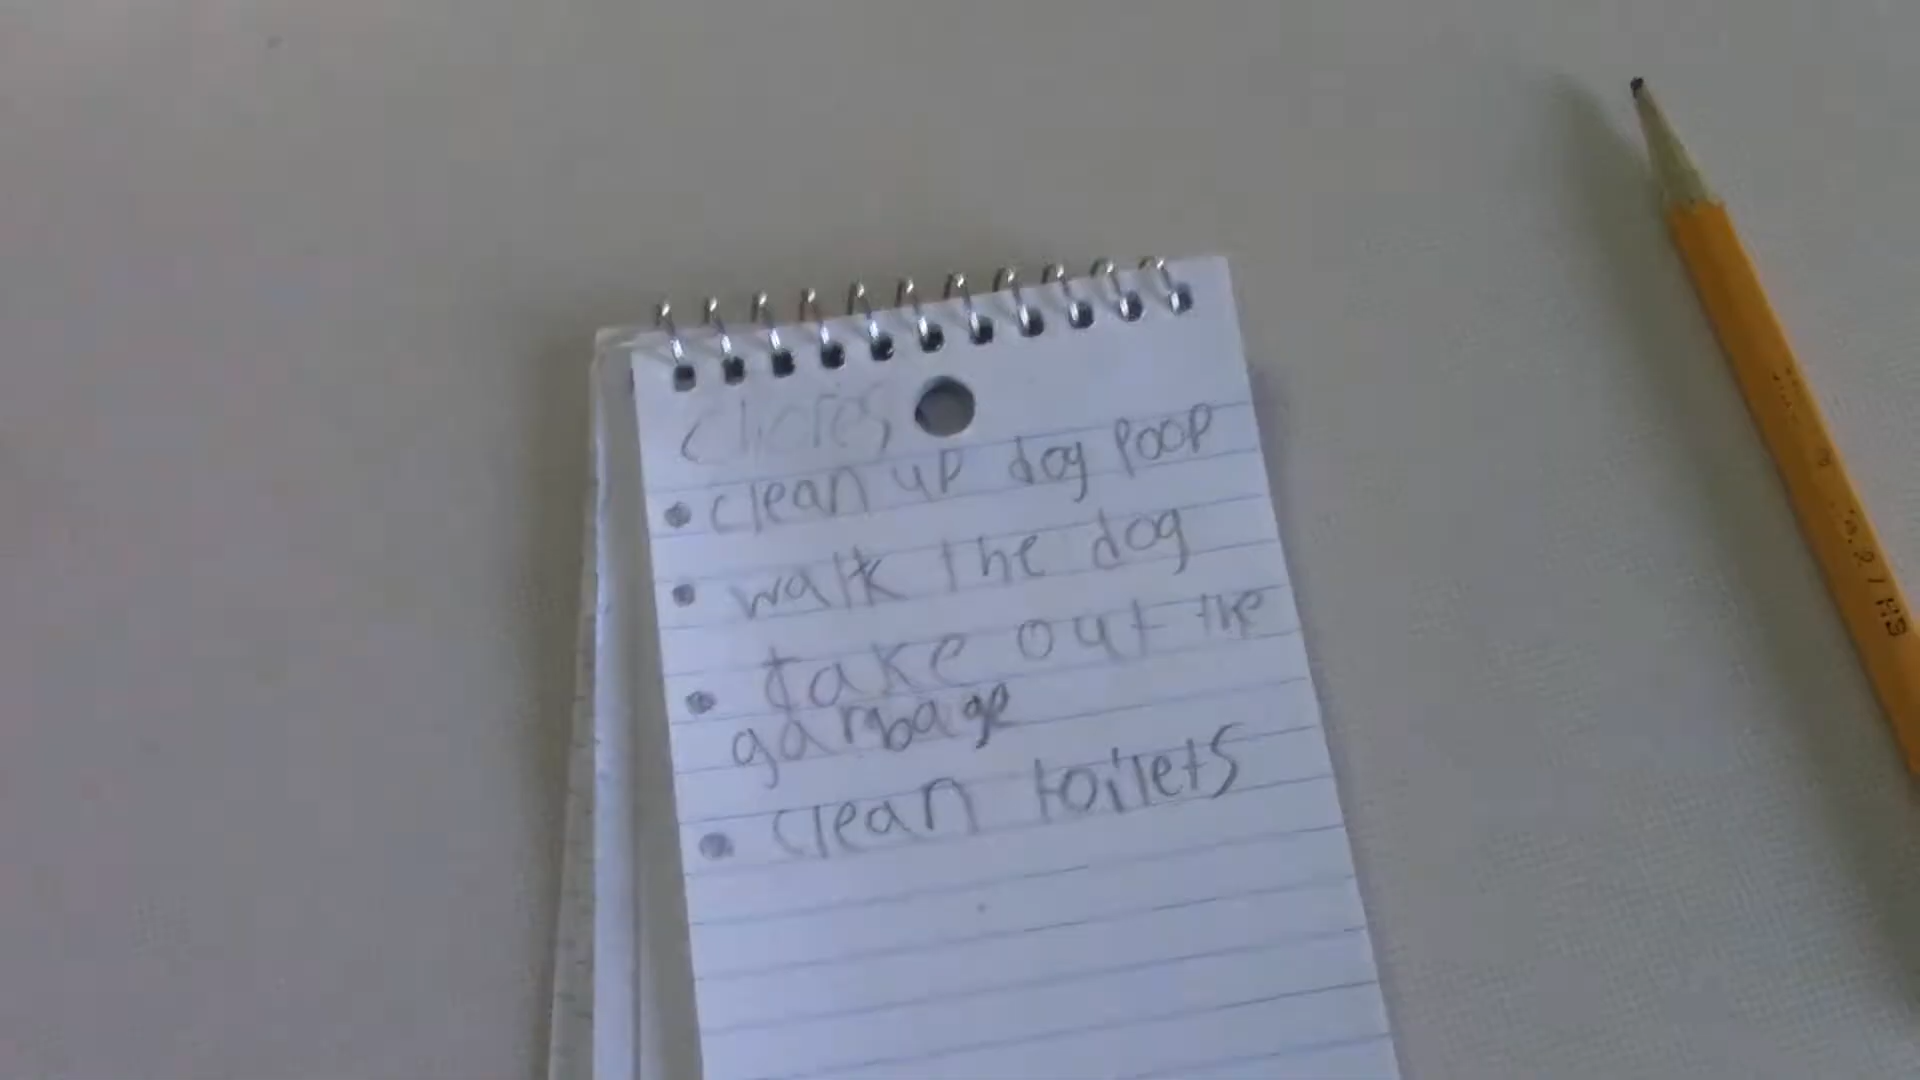 chores
• clean up dog poop
• walk the dog
• take out the
garbage
• clean toilets